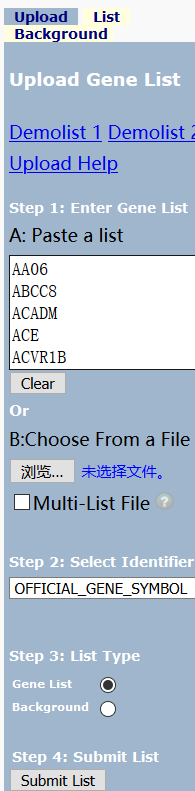 Upload List
Background
Upload Gene List
Demolist 1 Demolist 2
Upload Help
Step 1: Enter Gene List
A: Paste a list
AA06
ABCC8
ACADM
ACE
ACVR1B
Clear
Or
B:Choose From a File
浏览... 未选择文件。
Multi-List File ?
Step 2: Select Identifier
OFFICIAL_GENE_SYMBOL
Step 3: List Type
Gene List
Background
Step 4: Submit List
Submit List